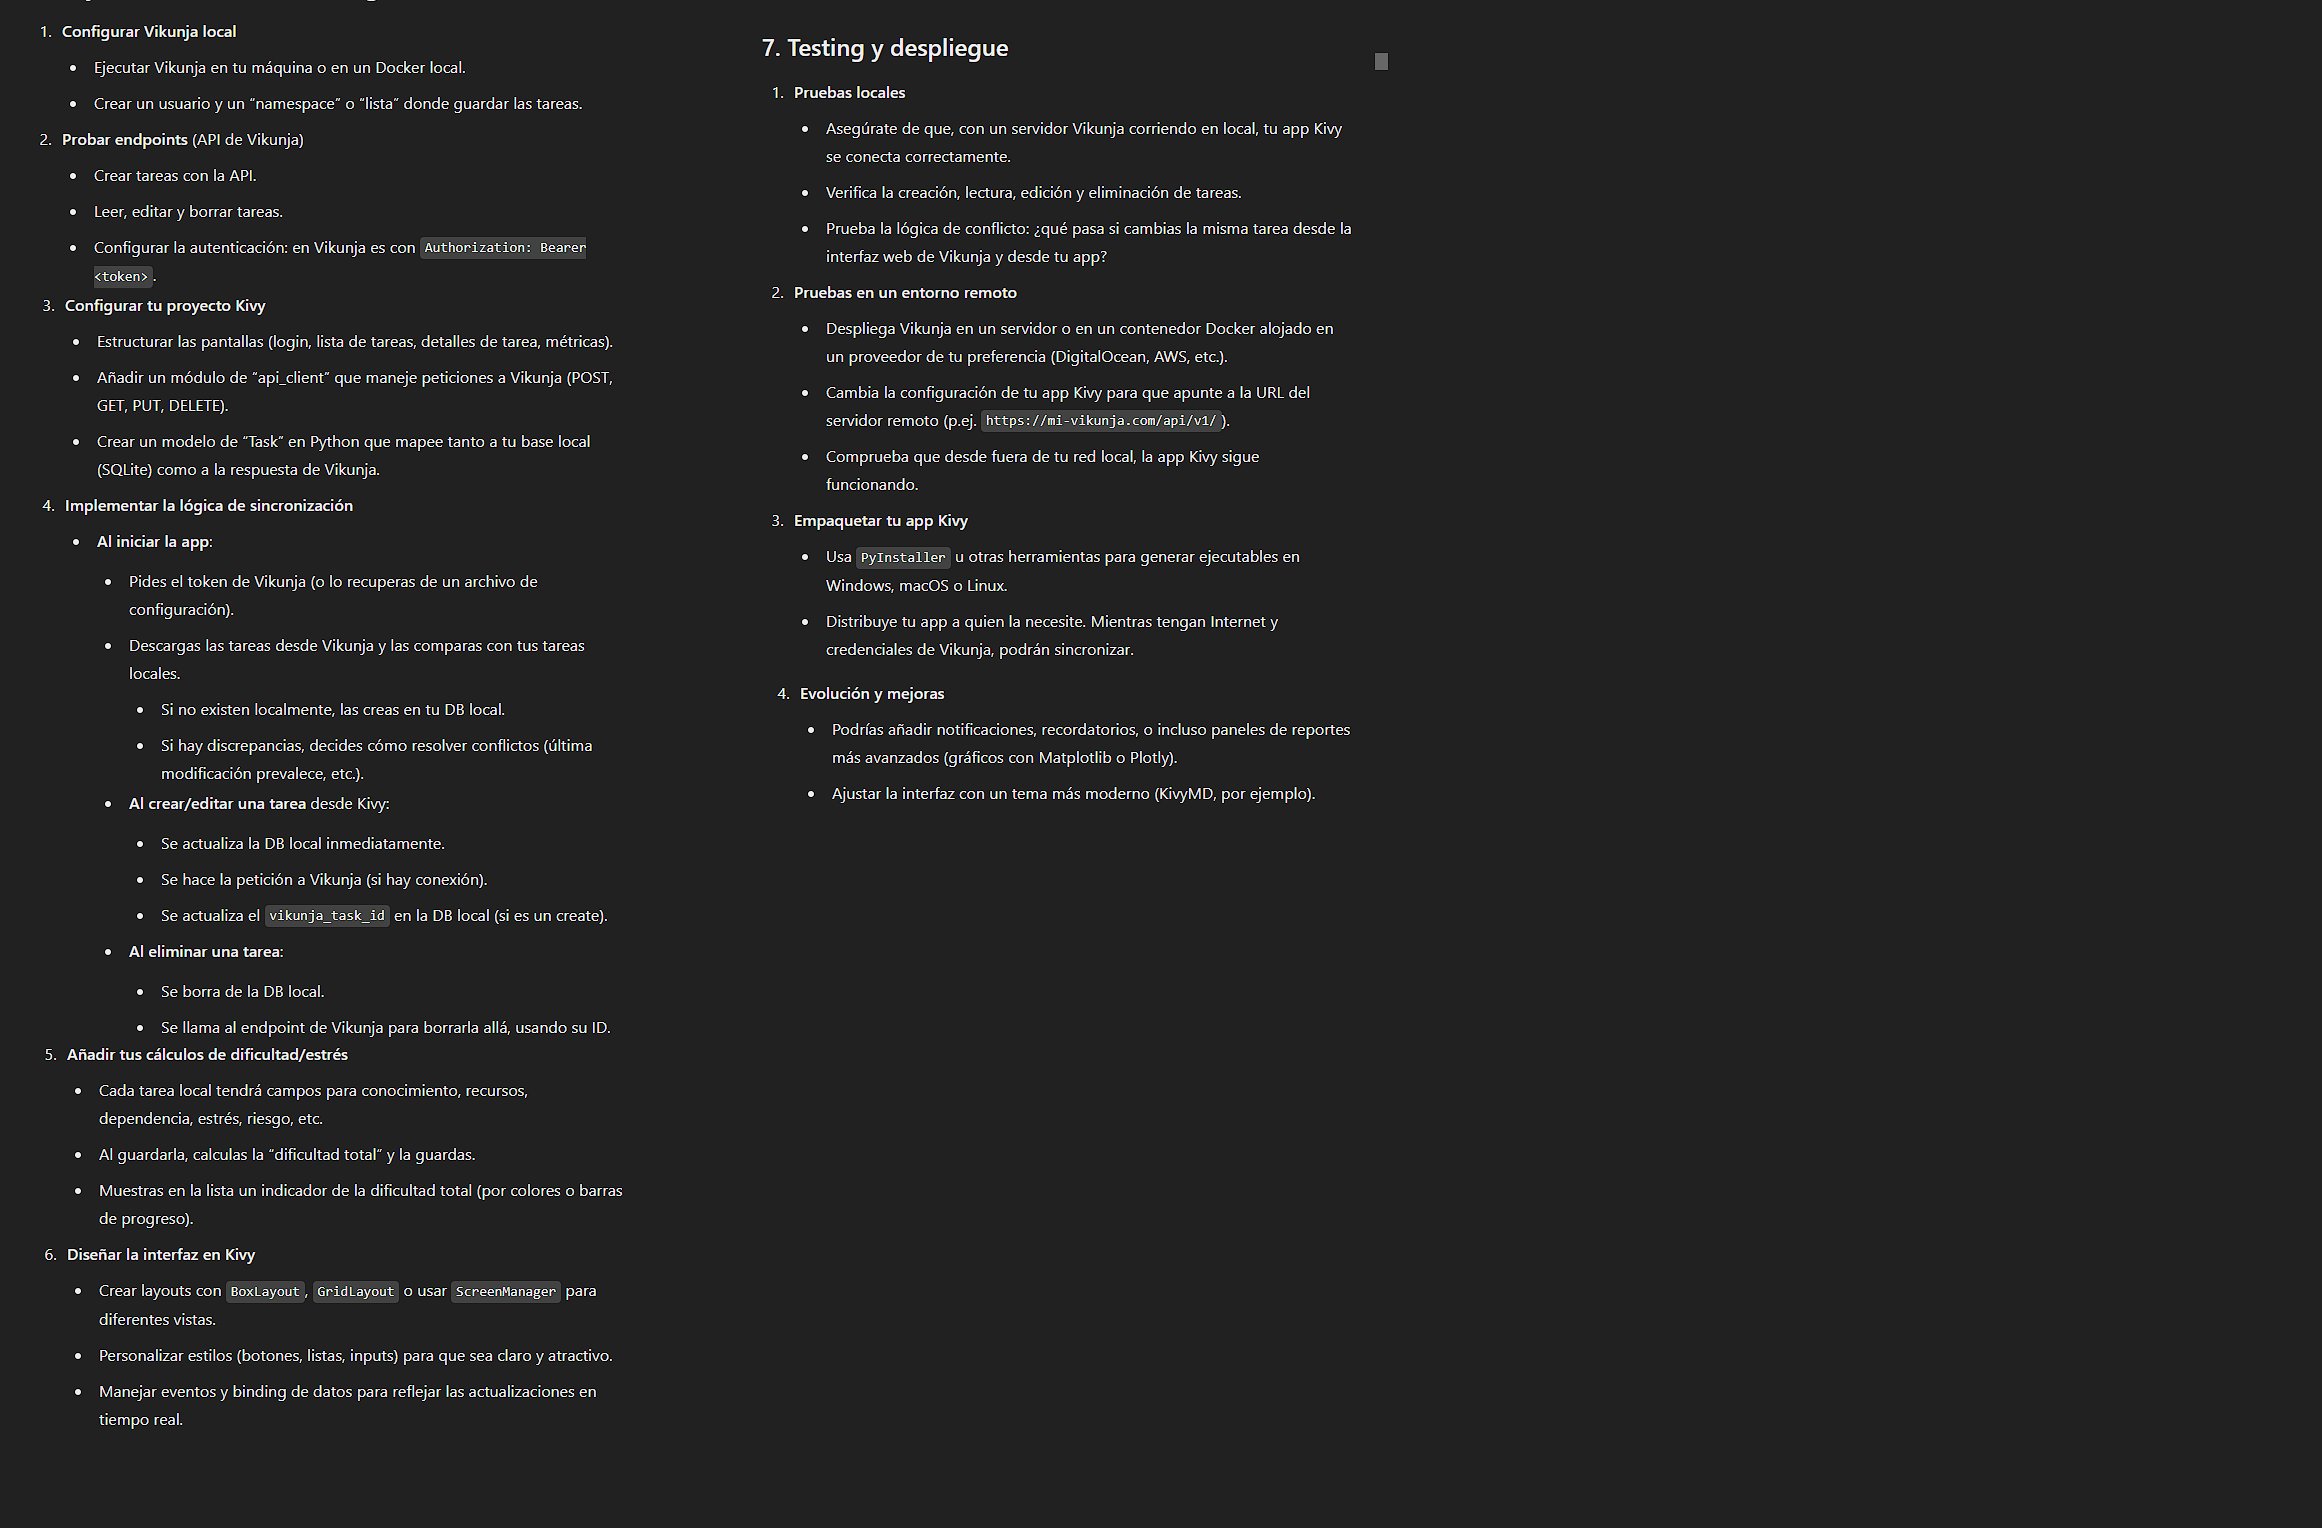 1. Configurar Vikunja local
• Ejecutar Vikunja en tu máquina o en un Docker local.
• Crear un usuario y un “namespace” o “lista” donde guardar las tareas.
2. Probar endpoints (API de Vikunja)
• Crear tareas con la API.
• Leer, editar y borrar tareas.
• Configurar la autenticación: en Vikunja es con Authorization: Bearer
<token>.
3. Configurar tu proyecto Kivy
• Estructurar las pantallas (login, lista de tareas, detalles de tarea, métricas).
• Añadir un módulo de “api_client” que maneje peticiones a Vikunja (POST,
GET, PUT, DELETE).
• Crear un modelo de “Task” en Python que mapee tanto a tu base local
(SQLite) como a la respuesta de Vikunja.
4. Implementar la lógica de sincronización
• Al iniciar la app:
• Pides el token de Vikunja (o lo recuperas de un archivo de
configuración).
• Descargas las tareas desde Vikunja y las comparas con tus tareas
locales.
• Si no existen localmente, las creas en tu DB local.
• Si hay discrepancias, decides cómo resolver conflictos (última
modificación prevalece, etc.).
• Al crear/editar una tarea desde Kivy:
• Se actualiza la DB local inmediatamente.
• Se hace la petición a Vikunja (si hay conexión).
• Se actualiza el vikunja_task_id en la DB local (si es un create).
• Al eliminar una tarea:
• Se borra de la DB local.
• Se llama al endpoint de Vikunja para borrarla allá, usando su ID.
5. Añadir tus cálculos de dificultad/estrés
• Cada tarea local tendrá campos para conocimiento, recursos,
dependencia, estrés, riesgo, etc.
• Al guardarla, calculas la “dificultad total” y la guardas.
• Muestras en la lista un indicador de la dificultad total (por colores o barras
de progreso).
6. Diseñar la interfaz en Kivy
• Crear layouts con BoxLayout, GridLayout o usar ScreenManager para
diferentes vistas.
• Personalizar estilos (botones, listas, inputs) para que sea claro y atractivo.
• Manejar eventos y binding de datos para reflejar las actualizaciones en
tiempo real.
7. Testing y despliegue
1. Pruebas locales
• Asegúrate de que, con un servidor Vikunja corriendo en local, tu app Kivy
se conecta correctamente.
• Verifica la creación, lectura, edición y eliminación de tareas.
• Prueba la lógica de conflicto: ¿qué pasa si cambias la misma tarea desde la
interfaz web de Vikunja y desde tu app?
2. Pruebas en un entorno remoto
• Despliega Vikunja en un servidor o en un contenedor Docker alojado en
un proveedor de tu preferencia (DigitalOcean, AWS, etc.).
• Cambia la configuración de tu app Kivy para que apunte a la URL del
servidor remoto (p.ej. https://mi-vikunja.com/api/v1/).
• Comprueba que desde fuera de tu red local, la app Kivy sigue
funcionando.
3. Empaquetar tu app Kivy
• Usa PyInstaller u otras herramientas para generar ejecutables en
Windows, macOS o Linux.
• Distribuye tu app a quien la necesite. Mientras tengan Internet y
credenciales de Vikunja, podrán sincronizar.
4. Evolución y mejoras
• Podrías añadir notificaciones, recordatorios, o incluso paneles de reportes
más avanzados (gráficos con Matplotlib o Plotly).
• Ajustar la interfaz con un tema más moderno (KivyMD, por ejemplo).